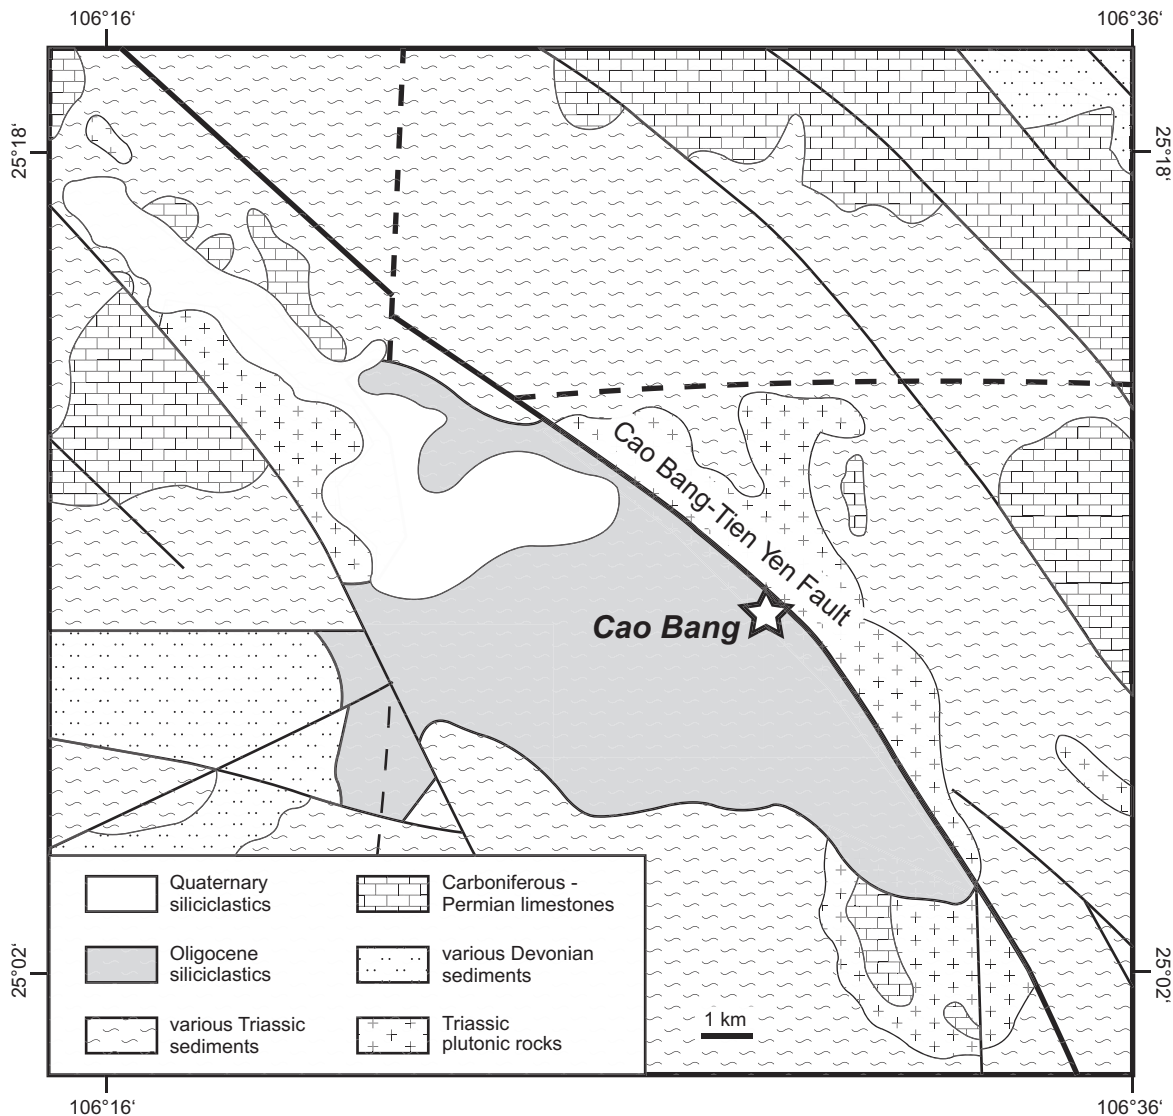 106°16‘
106°36‘
25°18‘
25°18‘
Cao Bang-Tien Yen Fault
Cao Bang
Quaternary
siliciclastics
Carboniferous -
Permian limestones
Oligocene
siliciclastics
various Devonian
sediments
various Triassic
sediments
Triassic
plutonic rocks
1 km
25°02‘
25°02‘
106°16‘
106°36‘